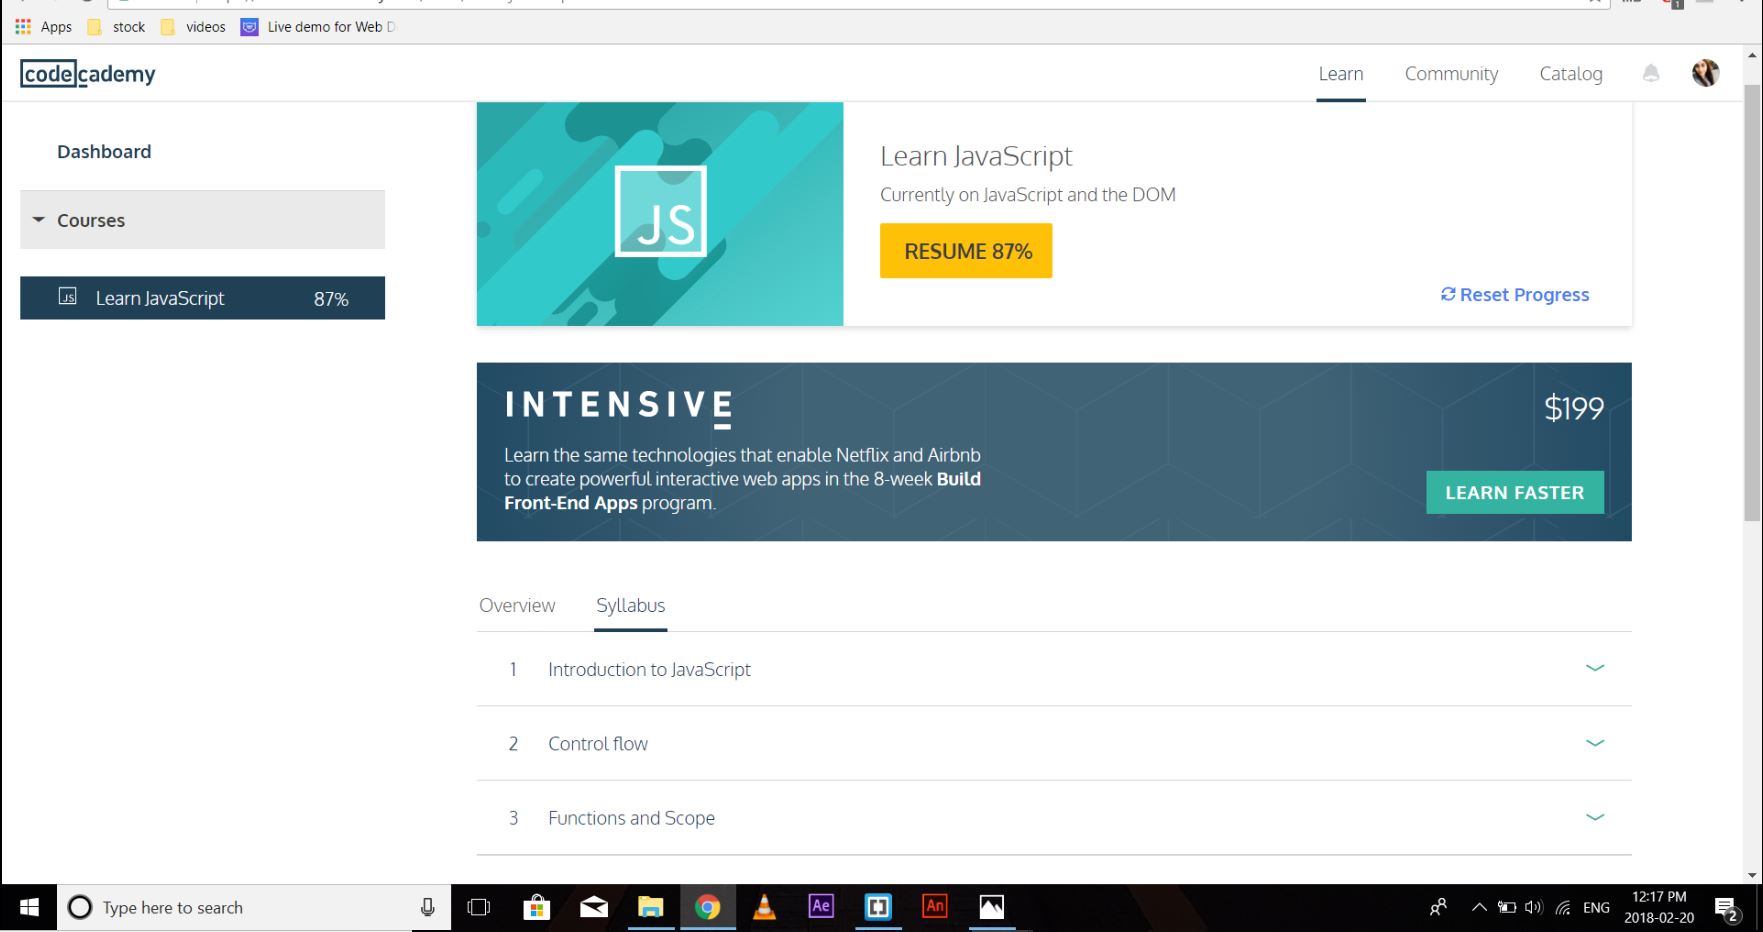 Apps stock videos Live demo for Web D
codecademy Learn Community Catalog
Dashboard
Courses
JS Learn JavaScript 87%
JS
Learn JavaScript
Currently on JavaScript and the DOM
RESUME 87%
Reset Progress
INTENSIVE
$199
Learn the same technologies that enable Netflix and Airbnb
to create powerful interactive web apps in the 8-week Build
Front-End Apps program.
LEARN FASTER
Overview Syllabus
1 Introduction to JavaScript
2 Control flow
3 Functions and Scope
Type here to search
Ae
An
ENG
12:17 PM
2018-02-20
2